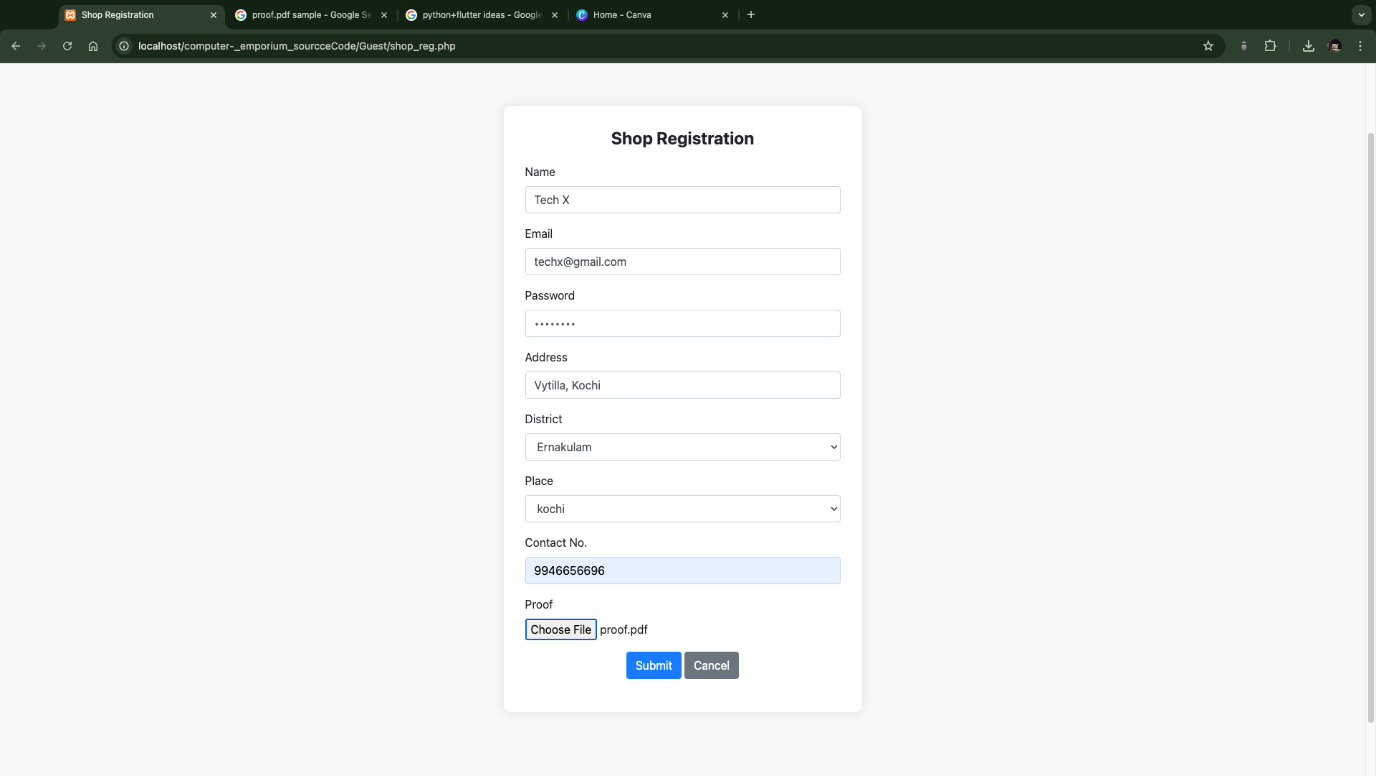 Shop Registration
proof.pdf sample - Google Se
python+flutter ideas - Google
Home - Canva
localhost/computer-_emporium_sourcceCode/Guest/shop_reg.php
Shop Registration
Name
Tech X
Email
techx@gmail.com
Password
••••••••
Address
Vytilla, Kochi
District
Ernakulam
Place
kochi
Contact No.
9946656696
Proof
Choose File proof.pdf
Submit Cancel